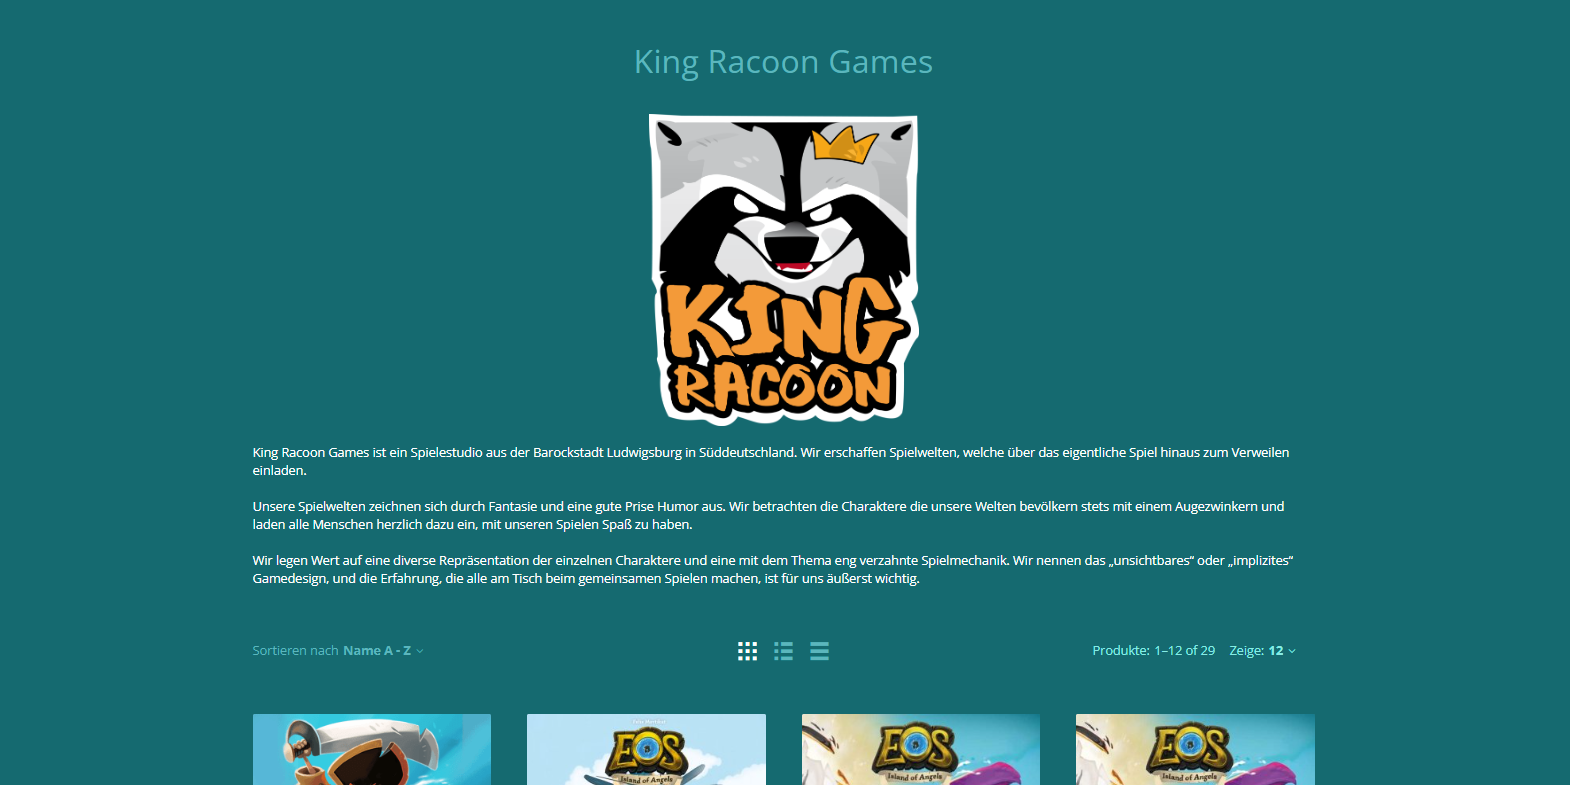 King Racoon Games
KING
RACOON
King Racoon Games ist ein Spielestudio aus der Barockstadt Ludwigsburg in Süddeutschland. Wir erschaffen Spielwelten, welche über das eigentliche Spiel hinaus zum Verweilen
einladen.
Unsere Spielwelten zeichnen sich durch Fantasie und eine gute Prise Humor aus. Wir betrachten die Charaktere die unsere Welten bevölkern stets mit einem Augezwinkern und
laden alle Menschen herzlich dazu ein, mit unseren Spielen Spaß zu haben.
Wir legen Wert auf eine diverse Repräsentation der einzelnen Charaktere und eine mit dem Thema eng verzahnte Spielmechanik. Wir nennen das „unsichtbares“ oder „implizites“
Gamedesign, und die Erfahrung, die alle am Tisch beim gemeinsamen Spielen machen, ist für uns äußerst wichtig.
Sortieren nach Name A - Z
Produkte: 1–12 of 29 Zeige: 12
EOS
Island of Angels
EOS
Island of Angels
EOS
Island of Angels